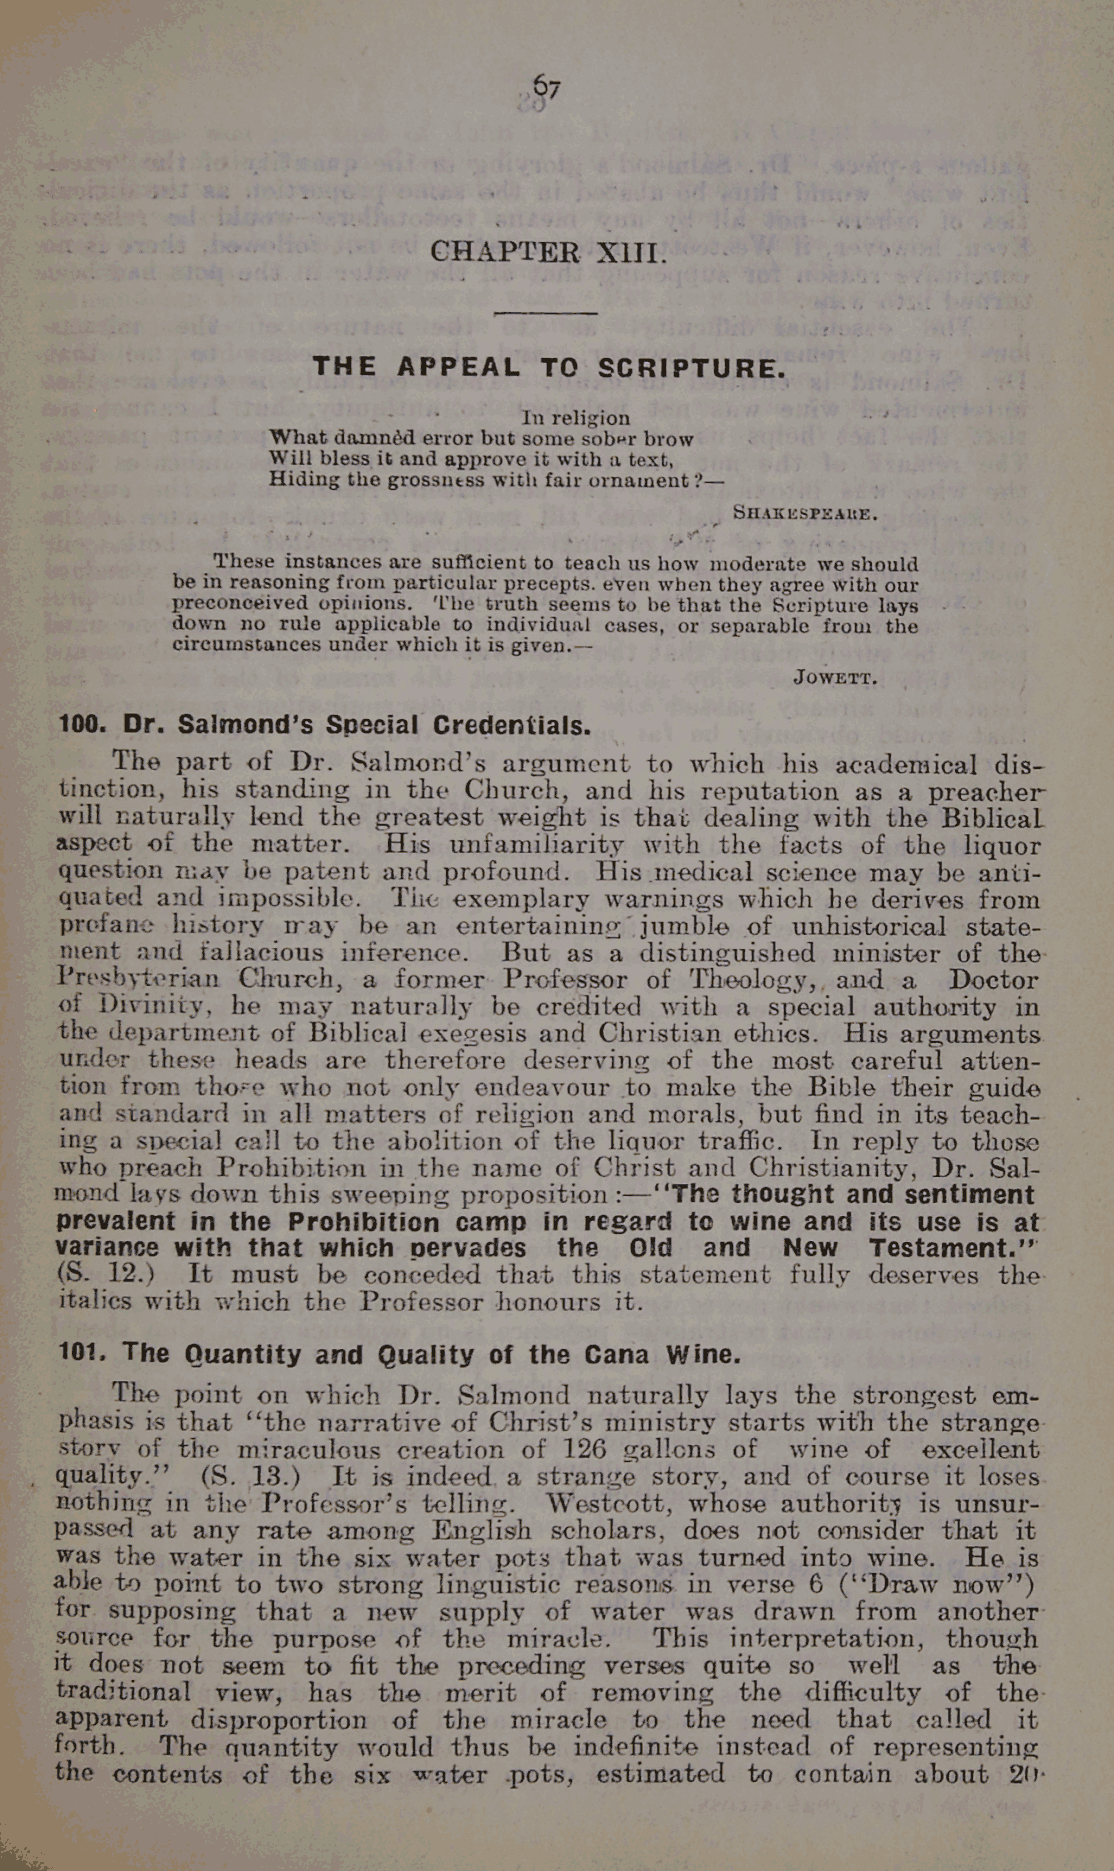 67
CHAPTER XIII.
THE APPEAL TO SCRIPTURE.
In religion
What damnèd error but some sober brow
Will bless it and approve it with a text,
Hiding the grossness with fair ornament?—
SHAKESPEARE.
These instances are sufficient to teach us how moderate we should
be in reasoning from particular precepts. even when they agree with our
preconceived opinions. The truth seems to be that the Scripture lays
down no rule applicable to individual cases, or separable from the
circumstances under which it is given.—
JOWETT.
100. Dr. Salmond's Special Credentials.
The part of Dr. Salmond's argument to which his academical dis-
tinction, his standing in the Church, and his reputation as a preacher
will naturally lend the greatest weight is that dealing with the Biblical
aspect of the matter. His unfamiliarity with the facts of the liquor
question may be patent and profound. His medical science may be anti-
quated and impossible. The exemplary warnings which he derives from
profane history may be an entertaining jumble of unhistorical state-
ment and fallacious inference. But as a distinguished minister of the
Presbyterian Church, a former Professor of Theology, and a Doctor
of Divinity, he may naturally be credited with a special authority in
the department of Biblical exegesis and Christian ethics. His arguments
under these heads are therefore deserving of the most careful atten-
tion from those who not only endeavour to make the Bible their guide
and standard in all matters of religion and morals, but find in its teach-
ing a special call to the abolition of the liquor traffic. In reply to those
who preach Prohibition in the name of Christ and Christianity, Dr. Sal-
mond lays down this sweeping proposition:—"The thought and sentiment
prevalent in the Prohibition camp in regard to wine and its use is at
variance with that which pervades the Old and New Testament."
(S. 12.) It must be conceded that this statement fully deserves the
italics with which the Professor honours it.
101. The Quantity and Quality of the Cana Wine.
The point on which Dr. Salmond naturally lays the strongest em-
phasis is that "the narrative of Christ's ministry starts with the strange
story of the miraculous creation of 126 gallons of wine of excellent
quality." (S. 13.) It is indeed a strange story, and of course it loses
nothing in the Professor's telling. Westcott, whose authority is unsur-
passed at any rate among English scholars, does not consider that it
was the water in the six water pots that was turned into wine. He is
able to point to two strong linguistic reasons in verse 6 ("Draw now")
for supposing that a new supply of water was drawn from another
source for the purpose of the miracle. This interpretation, though
it does not seem to fit the preceding verses quite so well as the
traditional view, has the merit of removing the difficulty of the
apparent disproportion of the miracle to the need that called it
forth. The quantity would thus be indefinite instead of representing
the contents of the six water pots, estimated to contain about 20